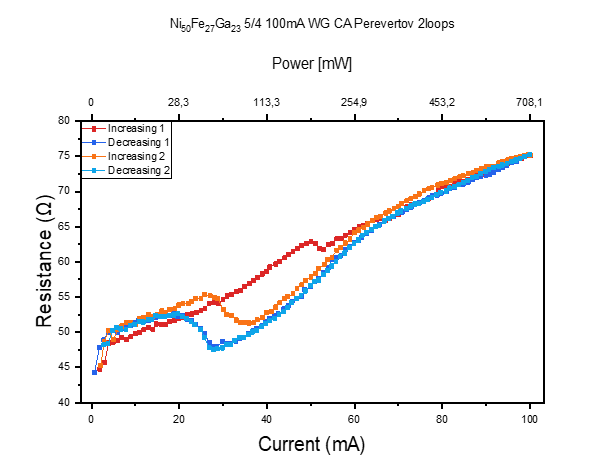 Ni50Fe27Ga23 5/4 100mA WG CA Perevertov 2loops
Power [mW]
0 28,3 113,3 254,9 453,2 708,1
80
Increasing 1
Decreasing 1
Increasing 2
Decreasing 2
75
70
65
60
55
50
45
40
Resistance (Ω)
0 20 40 60 80 100
Current (mA)